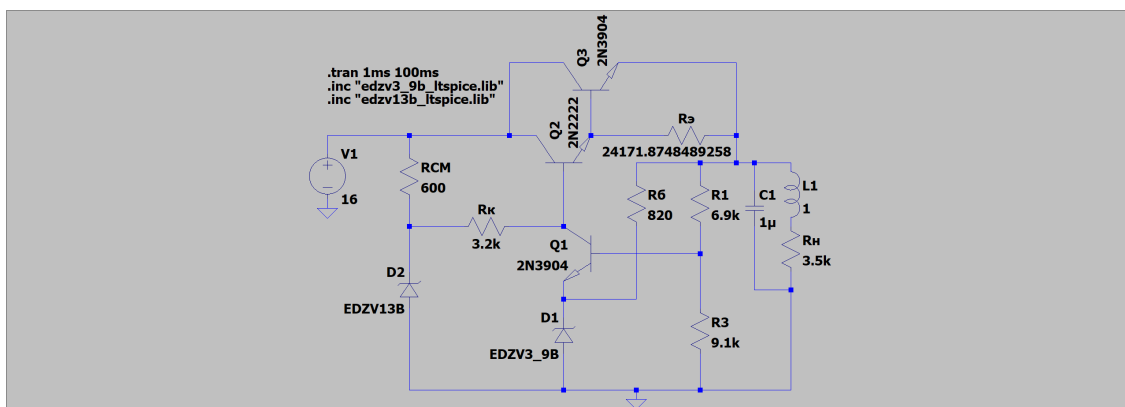 .tran 1ms 100ms
.inc "edzv3_9b_ltspice.lib"
.inc "edzv13b_ltspice.lib"
Q3
2N3904
Q2
2N2222
Rэ
24171.8748489258
V1
16
RCM
600
Rк
3.2k
Q1
2N3904
Rб
820
R1
6.9k
C1
1µ
L1
1
Rн
3.5k
D2
EDZV13B
D1
EDZV3_9B
R3
9.1k